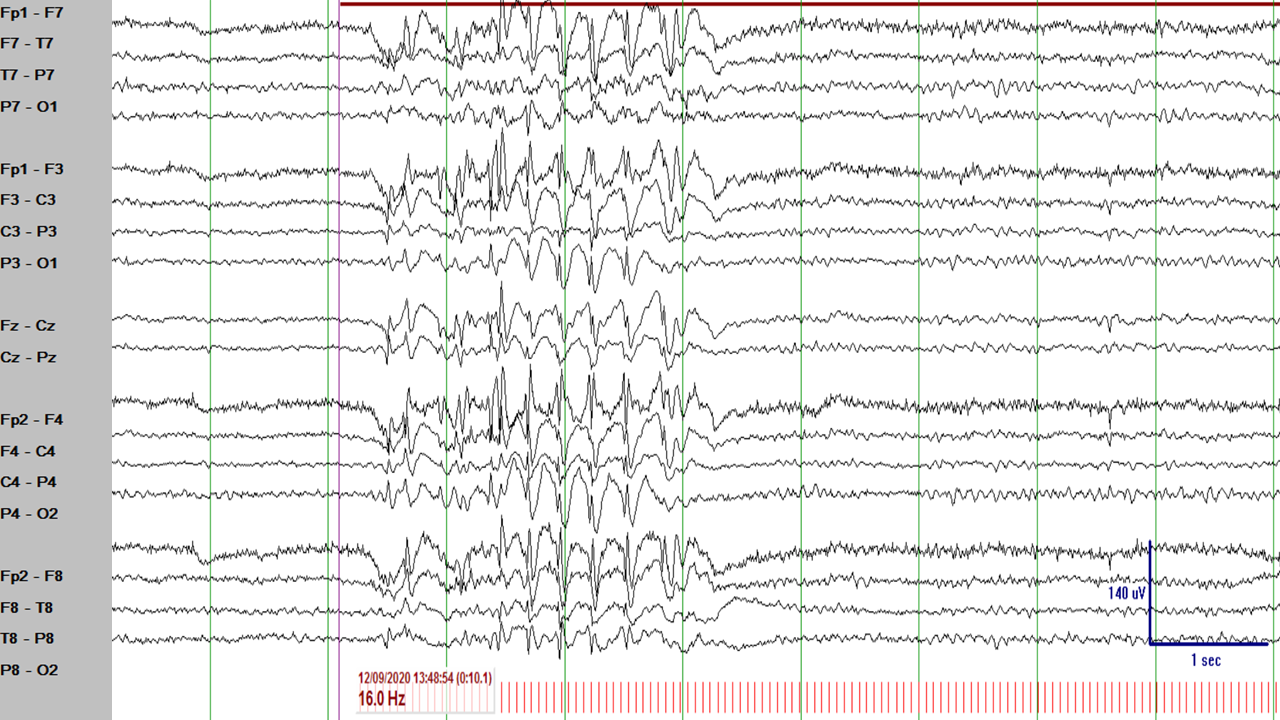 Fp1 - F7
F7 - T7
T7 - P7
P7 - O1
Fp1 - F3
F3 - C3
C3 - P3
P3 - O1
Fz - Cz
Cz - Pz
Fp2 - F4
F4 - C4
C4 - P4
P4 - O2
Fp2 - F8
F8 - T8
T8 - P8
P8 - O2
140 uV
1 sec
12/09/2020 13:48:54 (0:10.1)
16.0 Hz